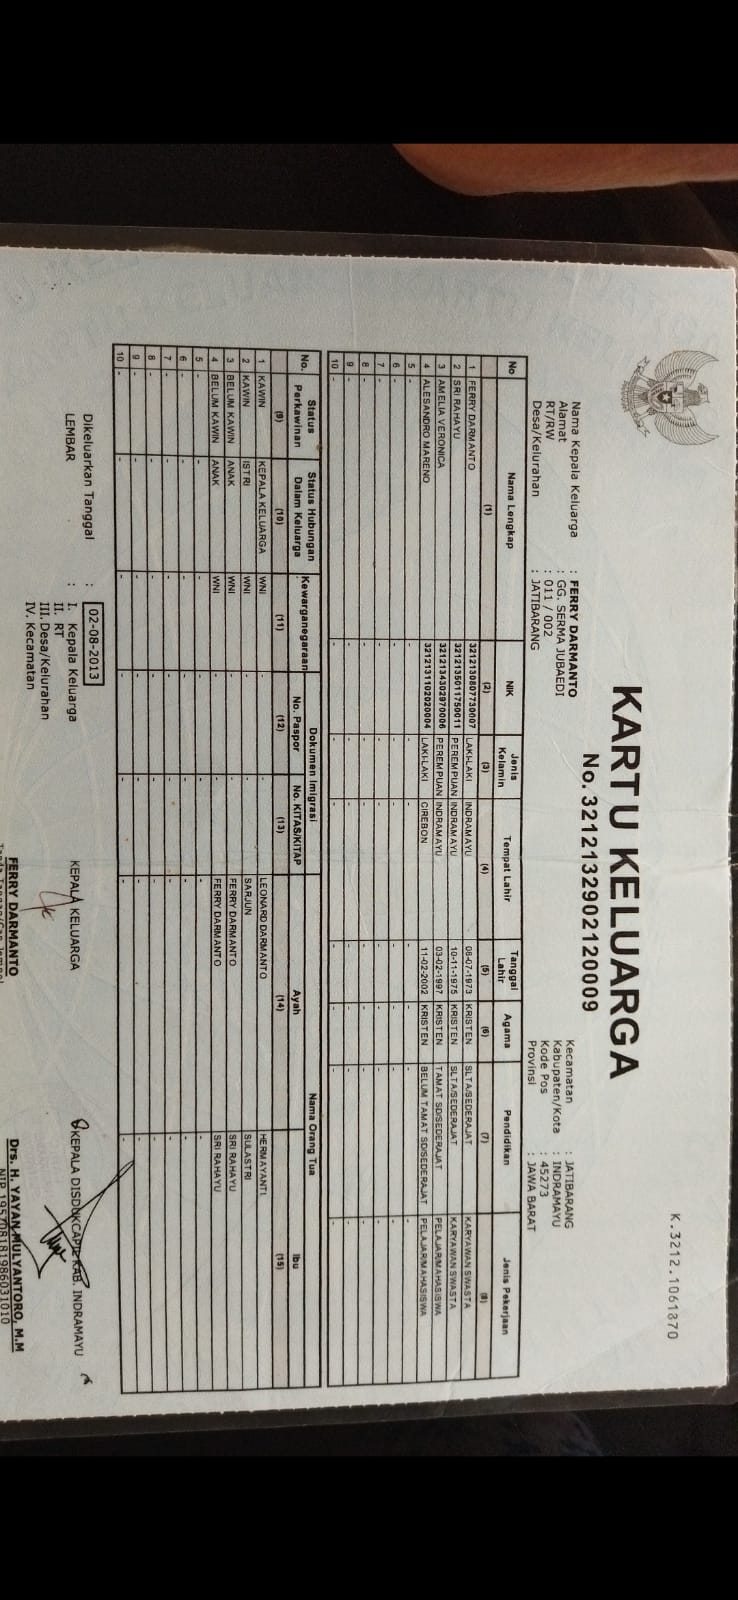 K.3212.1061870
KARTU KELUARGA
No. 3212132902120009
Nama Kepala Keluarga : FERRY DARMANTO
Alamat : GG. SERMA JUBAEDI
RT/RW : 011 / 002
Desa/Kelurahan : JATIBARANG
Kecamatan : JATIBARANG
Kabupaten/Kota : INDRAMAYU
Kode Pos : 45273
Provinsi : JAWA BARAT
No Nama Lengkap NIK Jenis Kelamin Tempat Lahir Tanggal Lahir Agama Pendidikan Jenis Pekerjaan
(1) (2) (3) (4) (5) (6) (7) (8)
1 FERRY DARMANTO 3212130807730007 LAKI-LAKI INDRAMAYU 08-07-1973 KRISTEN SLTA/SEDERAJAT KARYAWAN SWASTA
2 SRI RAHAYU 3212135011750011 PEREMPUAN INDRAMAYU 10-11-1975 KRISTEN SLTA/SEDERAJAT KARYAWAN SWASTA
3 AMELIA VERONICA 3212134302970006 PEREMPUAN INDRAMAYU 03-02-1997 KRISTEN TAMAT SD/SEDERAJAT PELAJAR/MAHASISWA
4 ALESANDRO MARENO 3212131102020004 LAKI-LAKI CIREBON 11-02-2002 KRISTEN BELUM TAMAT SD/SEDERAJAT PELAJAR/MAHASISWA
5 - - - - - - - -
6 - - - - - - - -
7 - - - - - - - -
8 - - - - - - - -
9 - - - - - - - -
10 - - - - - - - -
No. Status Perkawinan Status Hubungan Dalam Keluarga Kewarganegaraan Dokumen Imigrasi Nama Orang Tua
No. Paspor No. KITAS/KITAP Ayah Ibu
(9) (10) (11) (12) (13) (14) (15)
1 KAWIN KEPALA KELUARGA WNI - - LEONARD DARMANTO HERMAYANTI
2 KAWIN ISTRI WNI - - SARJUN SULASTRI
3 BELUM KAWIN ANAK WNI - - FERRY DARMANTO SRI RAHAYU
4 BELUM KAWIN ANAK WNI - - FERRY DARMANTO SRI RAHAYU
5 - - - - - - -
6 - - - - - - -
7 - - - - - - -
8 - - - - - - -
9 - - - - - - -
10 - - - - - - -
Dikeluarkan Tanggal : 02-08-2013
LEMBAR : I. Kepala Keluarga
II. RT
III. Desa/Kelurahan
IV. Kecamatan
KEPALA KELUARGA
FERRY DARMANTO
KEPALA DISDUKCAPIL KAB. INDRAMAYU
Drs. H. YAYAN MULYANTORO, M.M
NIP 195708181986031010